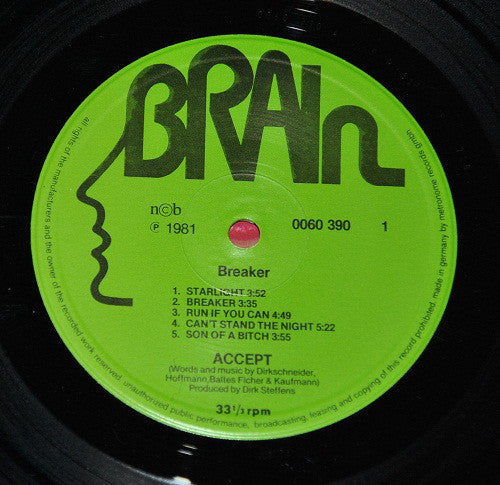 BRAIn
n©b
℗ 1981
0060 390 1
Breaker
1. STARLIGHT 3:52
2. BREAKER 3:35
3. RUN IF YOU CAN 4:49
4. CAN'T STAND THE NIGHT 5:22
5. SON OF A BITCH 3:55
ACCEPT
(Words and music by Dirkschneider,
Hoffmann,Baltes Ficher & Kaufmann)
Produced by Dirk Steffens
33 1/3 rpm
all rights of the manufacturers and the owner of the recorded work reserved. unauthorized public performance, broadcasting, leasing and copying of this record prohibited. made in germany by metronome records gmbh